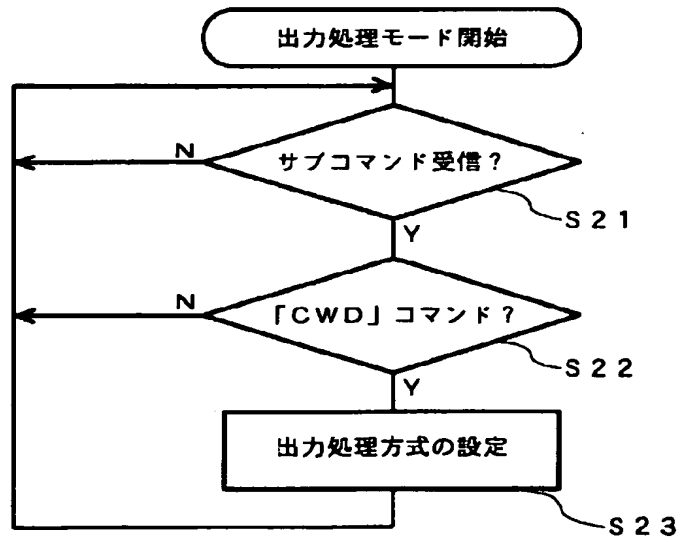 出力処理モード開始
N
サブコマンド受信？
S21
Y
N
「CWD」コマンド？
S22
Y
出力処理方式の設定
S23